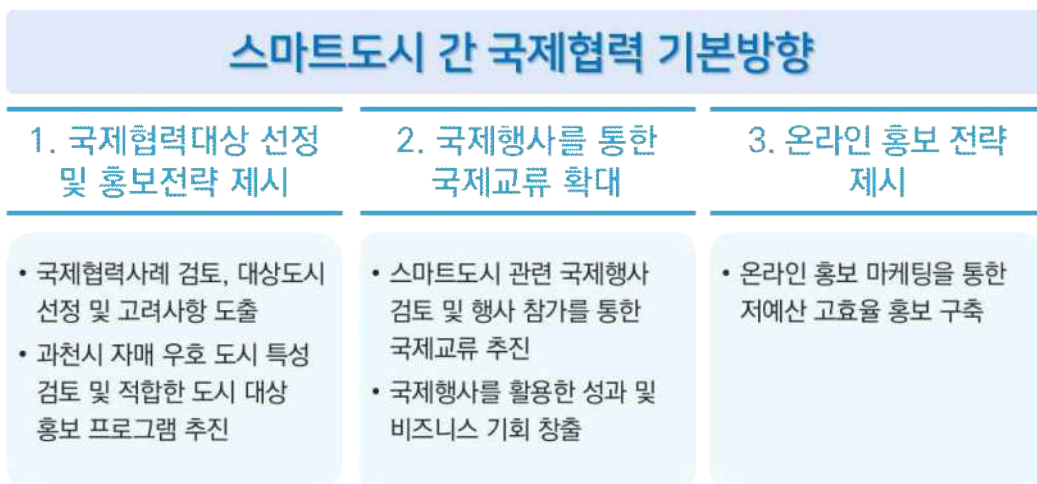 스마트도시 간 국제협력 기본방향
1. 국제협력대상 선정
및 홍보전략 제시
• 국제협력사례 검토, 대상도시
선정 및 고려사항 도출
• 과천시 자매 우호 도시 특성
검토 및 적합한 도시 대상
홍보 프로그램 추진
2. 국제행사를 통한
국제교류 확대
• 스마트도시 관련 국제행사
검토 및 행사 참가를 통한
국제교류 추진
• 국제행사를 활용한 성과 및
비즈니스 기회 창출
3. 온라인 홍보 전략
제시
• 온라인 홍보 마케팅을 통한
저예산 고효율 홍보 구축